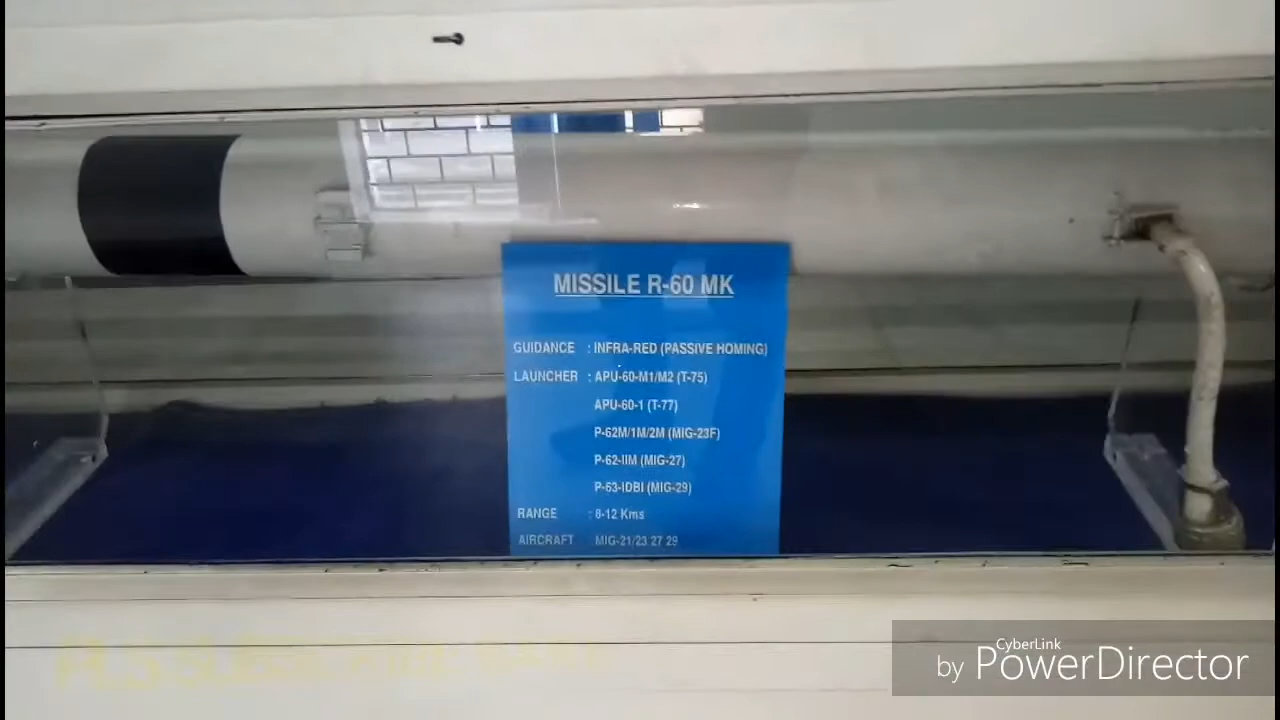 MISSILE R-60 MK
GUIDANCE : INFRA-RED (PASSIVE HOMING)
LAUNCHER : APU-60-M1/M2 (T-75)
APU-60-1 (T-77)
P-62M/1M/2M (MIG-23F)
P-62-IIM (MIG-27)
P-63-IDBI (MIG-29)
RANGE : 8-12 Kms
AIRCRAFT MIG-21/23 27 29
CyberLink
by PowerDirector